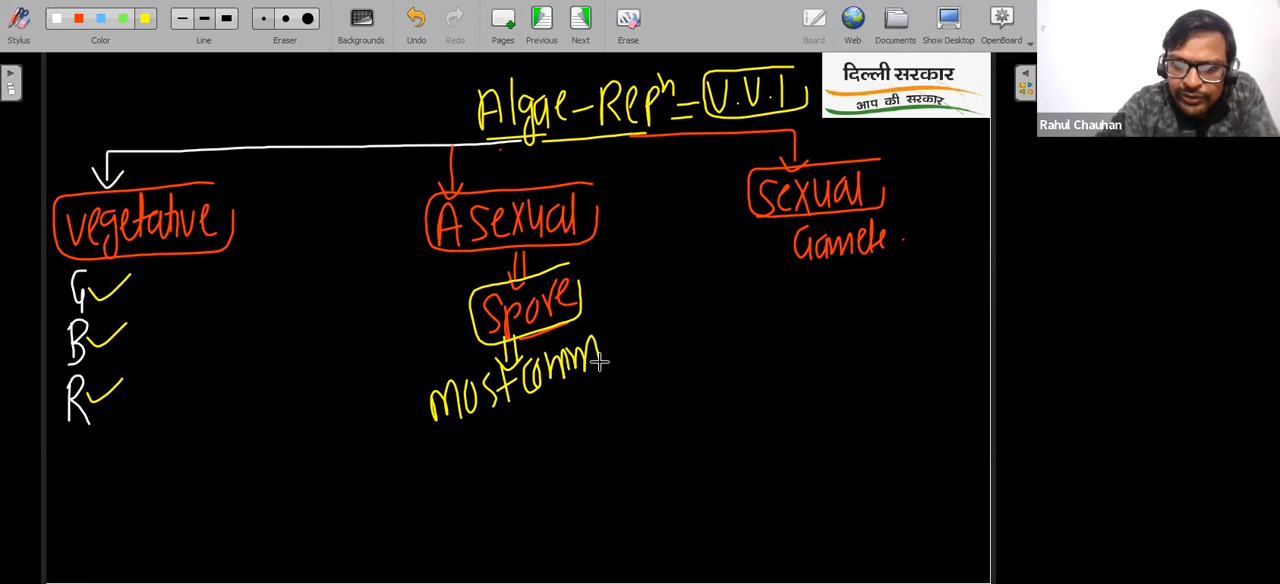 Stylus
Color
Line
Eraser
Backgrounds
Undo
Redo
Pages
Previous
Next
Erase
Board
Web
Documents
Show Desktop
OpenBoard
Algae - Repⁿ = V.V.I
दिल्ली सरकार
आप की सरकार
Rahul Chauhan
Vegetative
Asexual
Sexual
Gamete
G
B
R
Spore
most comm